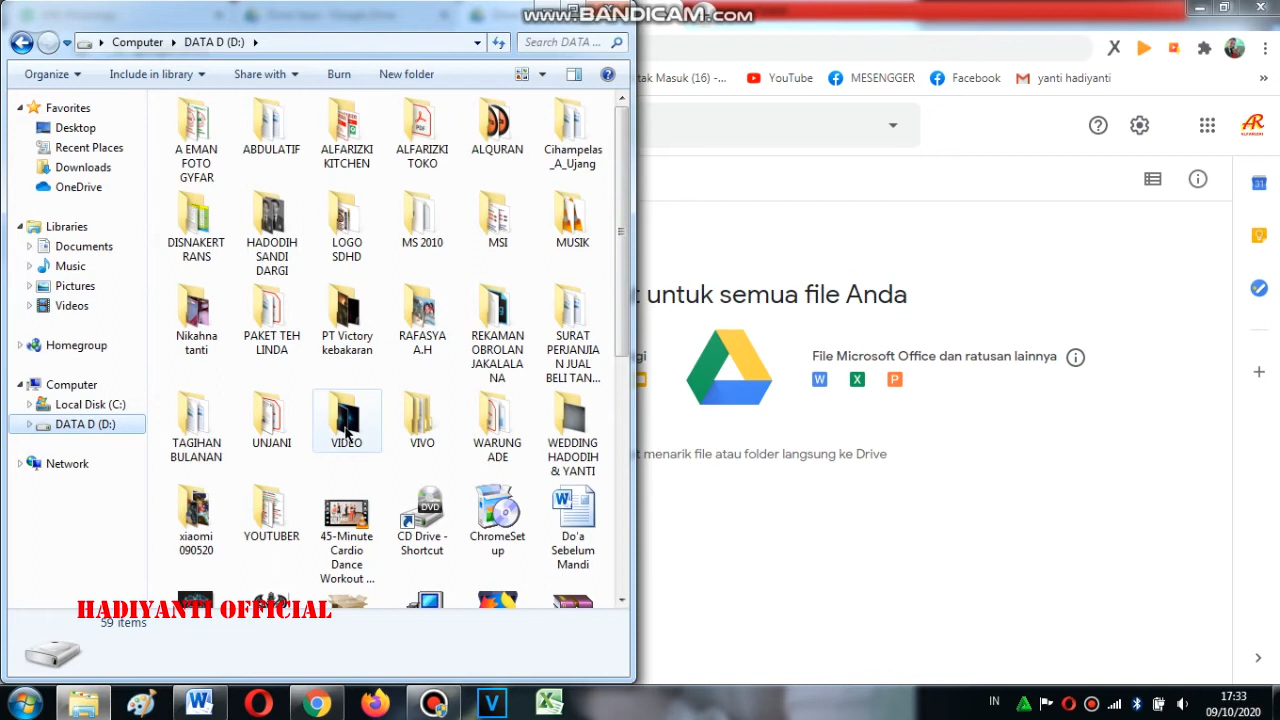 www.BANDICAM.com
Computer DATA D (D:)
Search DATA ...
Organize Include in library Share with Burn New folder
tak Masuk (16) -... YouTube MESENGGER Facebook yanti hadiyanti
Favorites
Desktop
Recent Places
Downloads
OneDrive
Libraries
Documents
Music
Pictures
Videos
Homegroup
Computer
Local Disk (C:)
DATA D (D:)
Network
A EMAN
FOTO
GYFAR
ABDULATIF
ALFARIZKI
KITCHEN
ALFARIZKI
TOKO
ALQURAN
Cihampelas
_A_Ujang
DISNAKERT
RANS
HADODIH
SANDI
DARGI
LOGO
SDHD
MS 2010
MSI
MUSIK
Nikahna
tanti
PAKET TEH
LINDA
PT Victory
kebakaran
RAFASYA
A.H
REKAMAN
OBROLAN
JAKALALA
NA
SURAT
PERJANJIA
N JUAL
BELI TAN...
TAGIHAN
BULANAN
UNJANI
VIDEO
VIVO
WARUNG
ADE
WEDDING
HADODIH
& YANTI
xiaomi
090520
YOUTUBER
45-Minute
Cardio
Dance
Workout ...
DVD
CD Drive -
Shortcut
ChromeSet
up
Do'a
Sebelum
Mandi
HADIYANTI OFFICIAL
59 items
t untuk semua file Anda
gi
File Microsoft Office dan ratusan lainnya
W X P
t menarik file atau folder langsung ke Drive
IN
17:33
09/10/2020